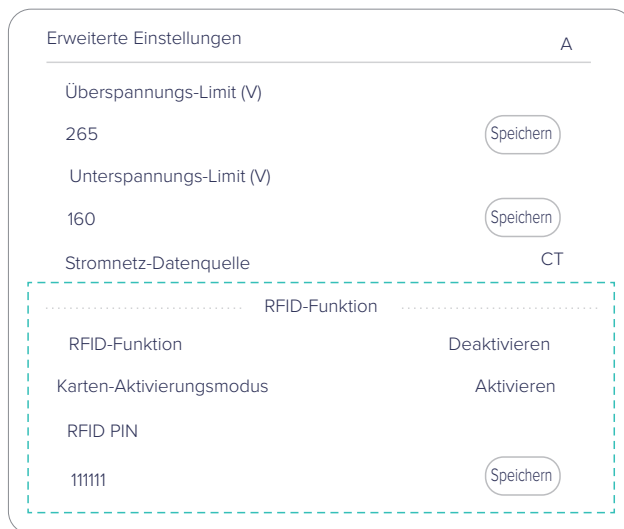 Erweiterte Einstellungen A
Überspannungs-Limit (V)
265 Speichern
Unterspannungs-Limit (V)
160 Speichern
Stromnetz-Datenquelle CT
RFID-Funktion
RFID-Funktion Deaktivieren
Karten-Aktivierungsmodus Aktivieren
RFID PIN
111111 Speichern